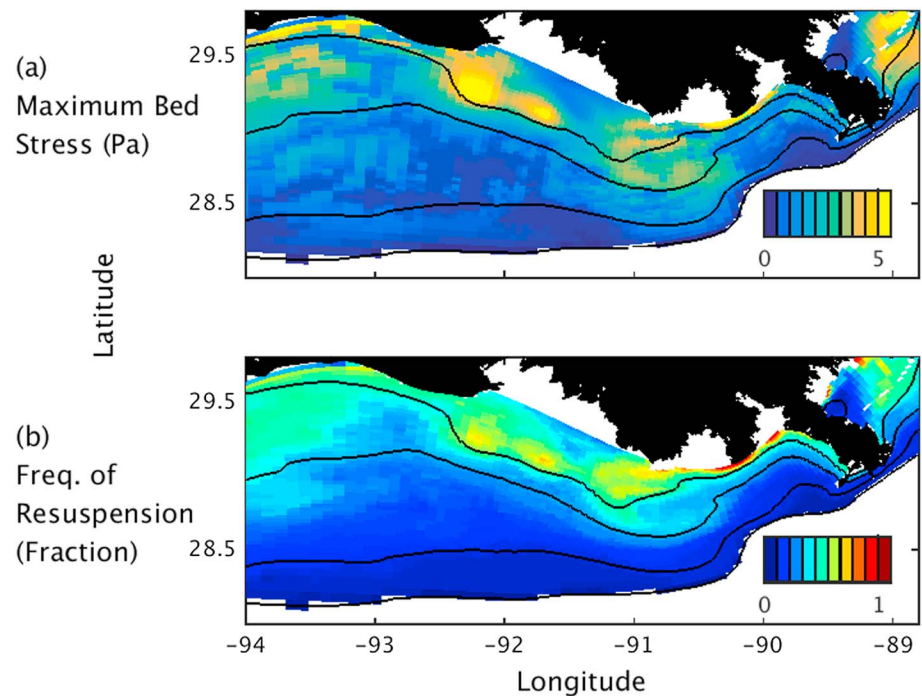 (a)
Maximum Bed
Stress (Pa)
29.5
28.5
0 5
Latitude
(b)
Freq. of
Resuspension
(Fraction)
29.5
28.5
0 1
−94 −93 −92 −91 −90 −89
Longitude